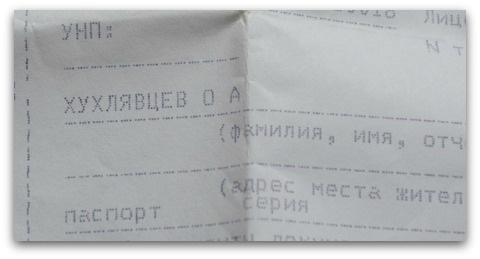 УНП:
ХУХЛЯВЦЕВ О А
(фамилия, имя, отч
(адрес места жител
паспорт серия